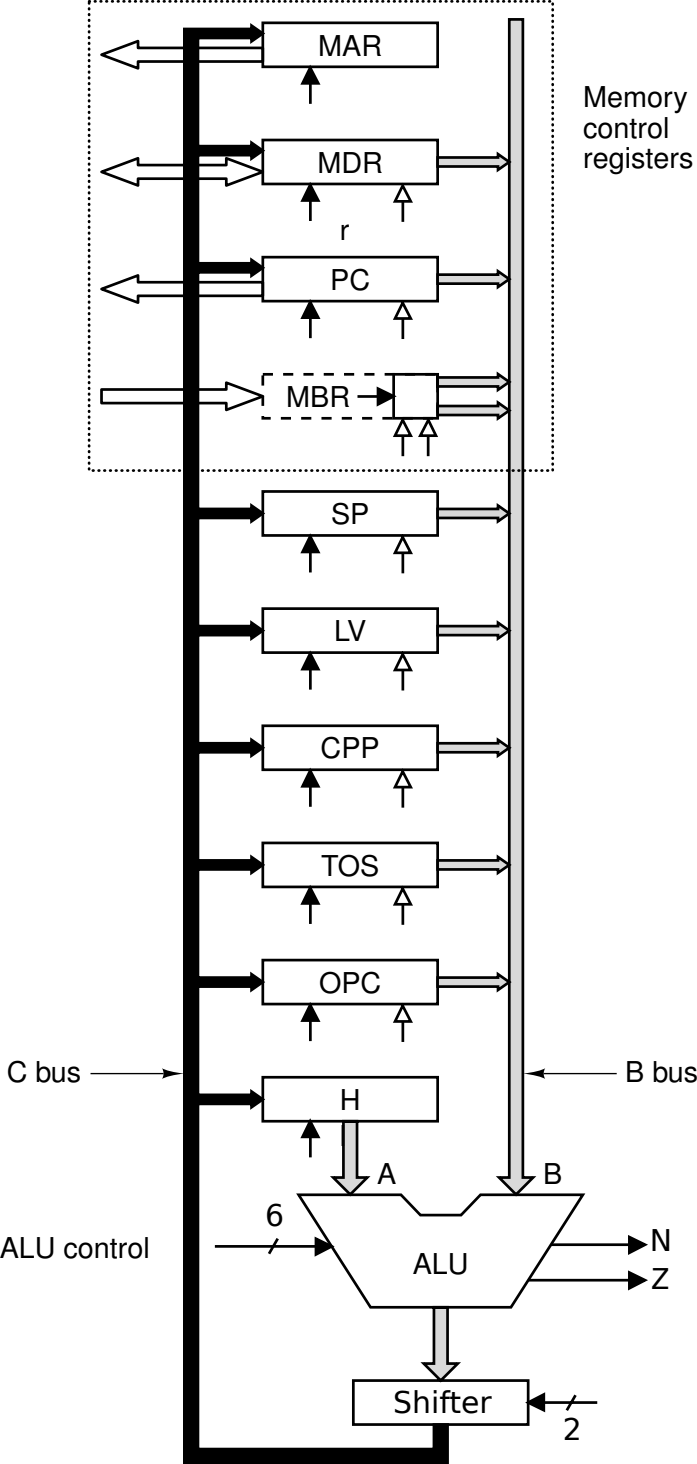 MAR
Memory
control
registers
MDR
r
PC
MBR
SP
LV
CPP
TOS
OPC
C bus
B bus
H
A
B
6
ALU control
N
ALU
Z
Shifter
2